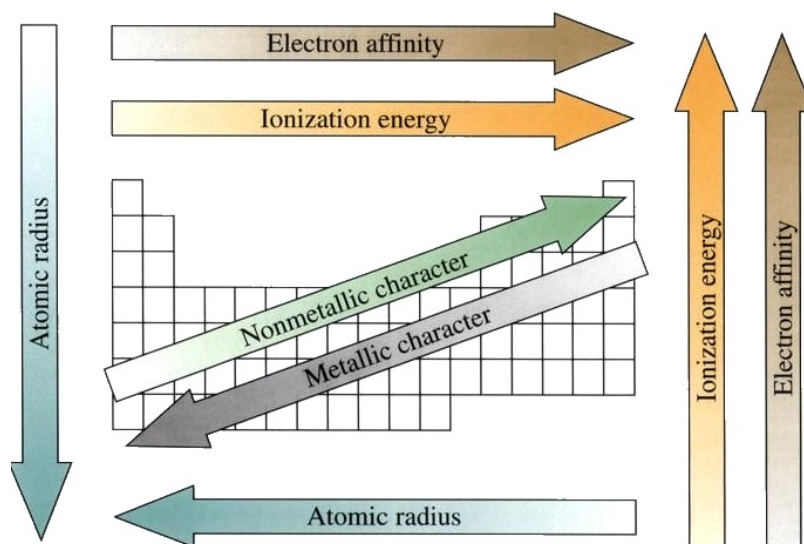 Electron affinity
Ionization energy
Atomic radius
Nonmetallic character
Metallic character
Ionization energy
Electron affinity
Atomic radius